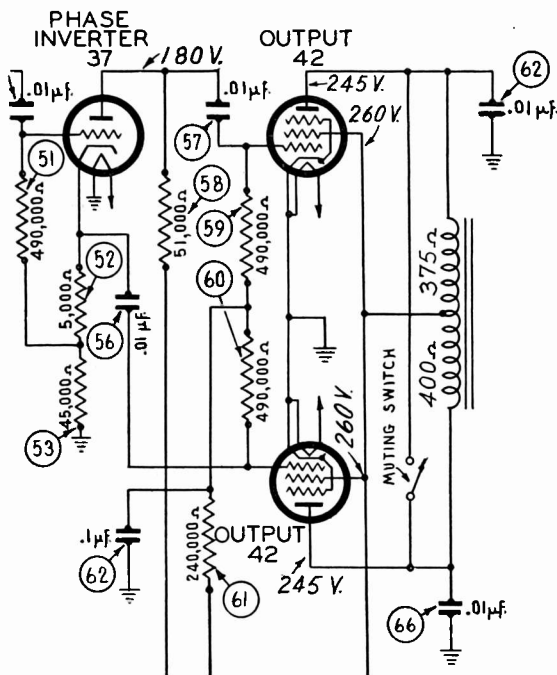 PHASE
INVERTER
37
180 V.
OUTPUT
42
245 V.
260 V.
62
.01µf.
.01µf.
.01µf.
57
51
490,000Ω
58
51,000Ω
59
490,000Ω
52
5,000Ω
56
.01µf.
60
490,000Ω
375Ω
400Ω
45,000Ω
53
MUTING SWITCH
260V.
OUTPUT
42
245 V.
.1µf.
62
240,000Ω
61
66
.01µf.